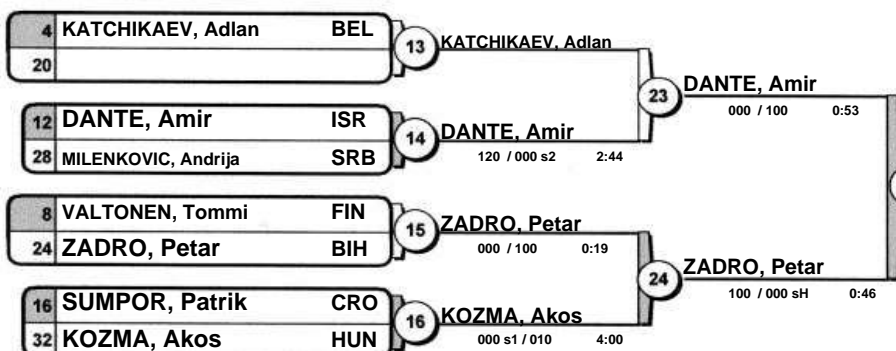 4 KATCHIKAEV, Adlan BEL
20
13 KATCHIKAEV, Adlan
12 DANTE, Amir ISR
28 MILENKOVIC, Andrija SRB
14 DANTE, Amir
120 / 000 s2 2:44
23 DANTE, Amir
000 / 100 0:53
8 VALTONEN, Tommi FIN
24 ZADRO, Petar BIH
15 ZADRO, Petar
000 / 100 0:19
16 SUMPOR, Patrik CRO
32 KOZMA, Akos HUN
16 KOZMA, Akos
000 s1 / 010 4:00
24 ZADRO, Petar
100 / 000 sH 0:46